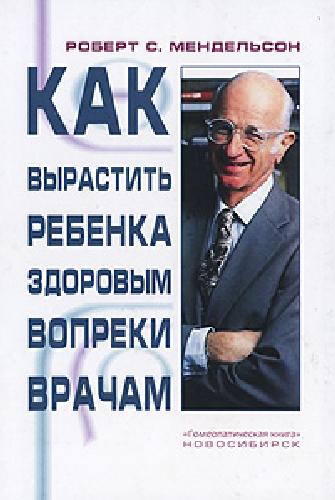 РОБЕРТ С. МЕНДЕЛЬСОН
КАК
ВЫРАСТИТЬ
РЕБЕНКА
ЗДОРОВЫМ
ВОПРЕКИ
ВРАЧАМ
«Гомеопатическая книга»
НОВОСИБИРСК